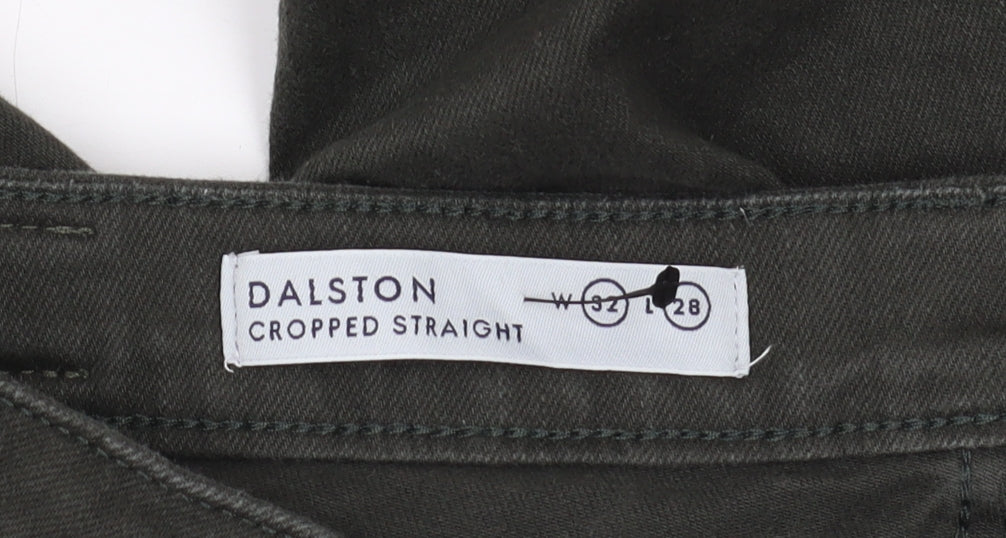 DALSTON
CROPPED STRAIGHT
W 32 L 28